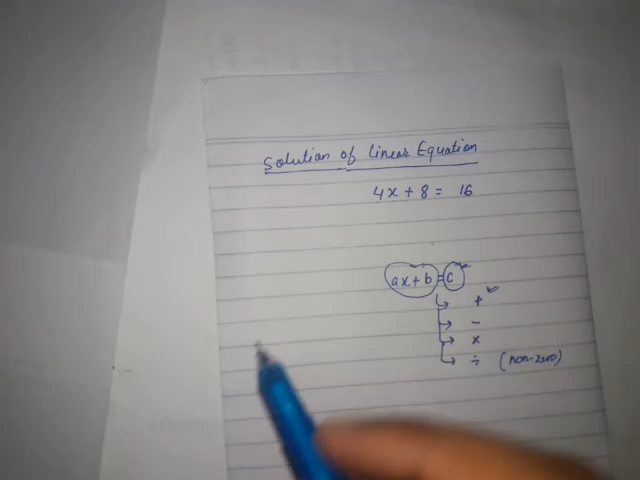 Solution of Linear Equation
4x + 8 = 16
ax + b = c
+
-
×
÷ (non-zero)